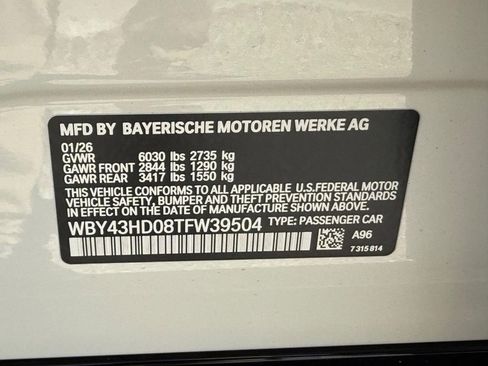 MFD BY BAYERISCHE MOTOREN WERKE AG
01/26
GVWR 6030 lbs 2735 kg
GAWR FRONT 2844 lbs 1290 kg
GAWR REAR 3417 lbs 1550 kg
THIS VEHICLE CONFORMS TO ALL APPLICABLE U.S.FEDERAL MOTOR
VEHICLE SAFETY, BUMPER AND THEFT PREVENTION STANDARDS
IN EFFECT ON THE DATE OF MANUFACTURE SHOWN ABOVE.
WBY43HD08TFW39504 TYPE: PASSENGER CAR
A96
7 315 814